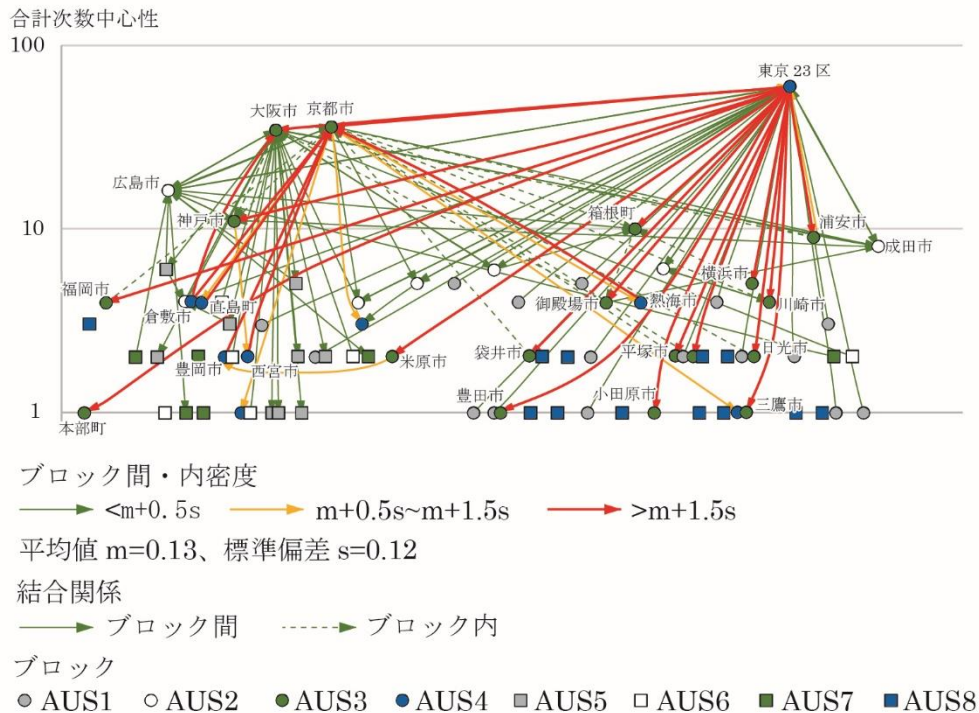 合計次数中心性
100
東京23区
大阪市 京都市
広島市
神戸市
箱根町
浦安市
10
成田市
福岡市
横浜市
倉敷市 直島町
御殿場市 熱海市 川崎市
豊岡市 西宮市 米原市
袋井市 平塚市 日光市
豊田市 小田原市
1
本部町
三鷹市
ブロック間・内密度
<m+0.5s m+0.5s~m+1.5s >m+1.5s
平均値 m=0.13、標準偏差 s=0.12
結合関係
ブロック間 ブロック内
ブロック
AUS1 AUS2 AUS3 AUS4 AUS5 AUS6 AUS7 AUS8